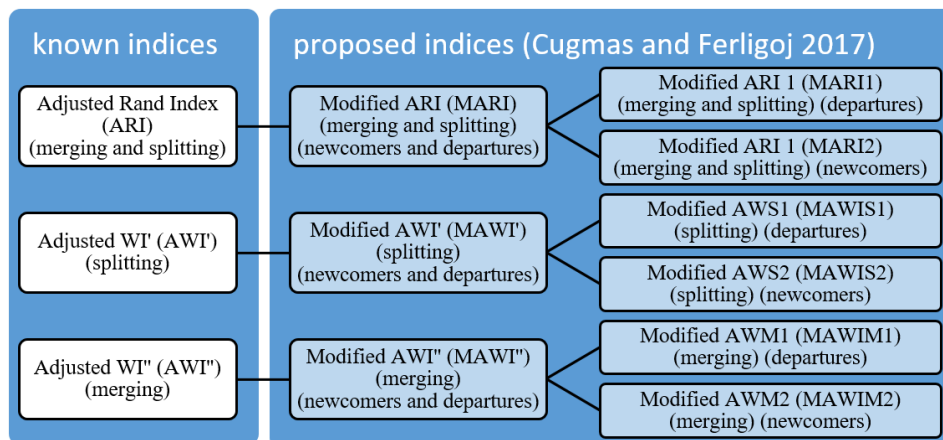 known indices
Adjusted Rand Index
(ARI)
(merging and splitting)
Adjusted WI' (AWI')
(splitting)
Adjusted WI" (AWI")
(merging)
proposed indices (Cugmas and Ferligoj 2017)
Modified ARI (MARI)
(merging and splitting)
(newcomers and departures)
Modified AWI' (MAWI')
(splitting)
(newcomers and departures)
Modified AWI" (MAWI")
(merging)
(newcomers and departures)
Modified ARI 1 (MARI1)
(merging and splitting) (departures)
Modified ARI 1 (MARI2)
(merging and splitting) (newcomers)
Modified AWS1 (MAWIS1)
(splitting) (departures)
Modified AWS2 (MAWIS2)
(splitting) (newcomers)
Modified AWM1 (MAWIM1)
(merging) (departures)
Modified AWM2 (MAWIM2)
(merging) (newcomers)